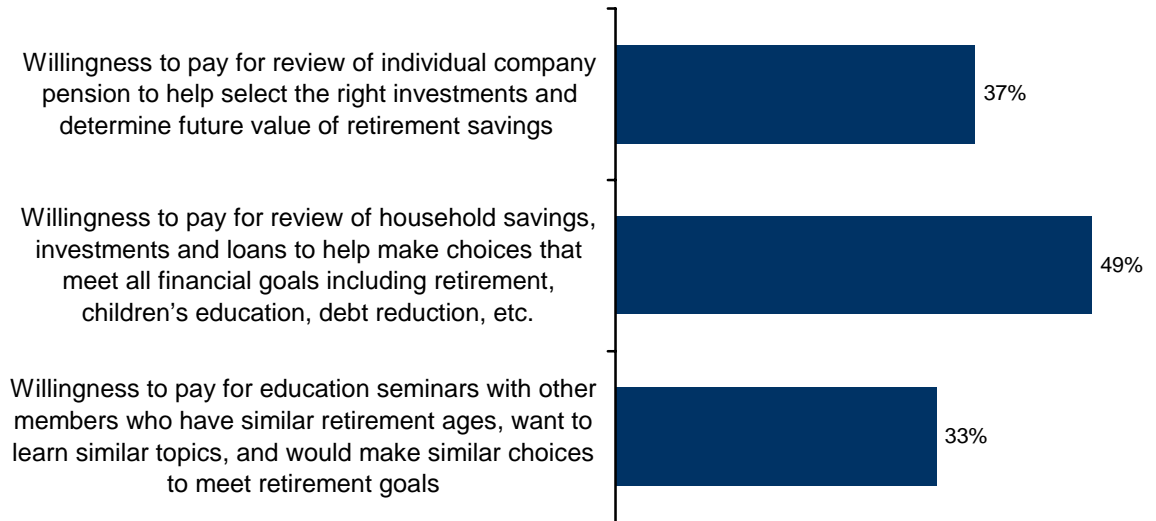 Willingness to pay for review of individual company
pension to help select the right investments and
determine future value of retirement savings
37%
Willingness to pay for review of household savings,
investments and loans to help make choices that
meet all financial goals including retirement,
children’s education, debt reduction, etc.
49%
Willingness to pay for education seminars with other
members who have similar retirement ages, want to
learn similar topics, and would make similar choices
to meet retirement goals
33%